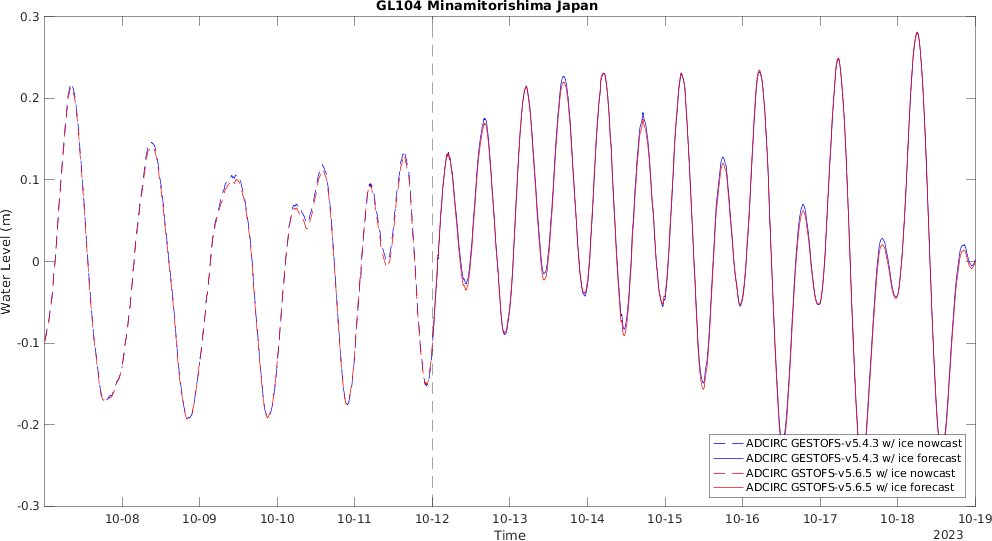 GL104 Minamitorishima Japan
0.3
0.2
0.1
0
-0.1
-0.2
-0.3
Water Level (m)
ADCIRC GESTOFS-v5.4.3 w/ ice nowcast
ADCIRC GESTOFS-v5.4.3 w/ ice forecast
ADCIRC GSTOFS-v5.6.5 w/ ice nowcast
ADCIRC GSTOFS-v5.6.5 w/ ice forecast
10-08 10-09 10-10 10-11 10-12 10-13 10-14 10-15 10-16 10-17 10-18 10-19
Time
2023